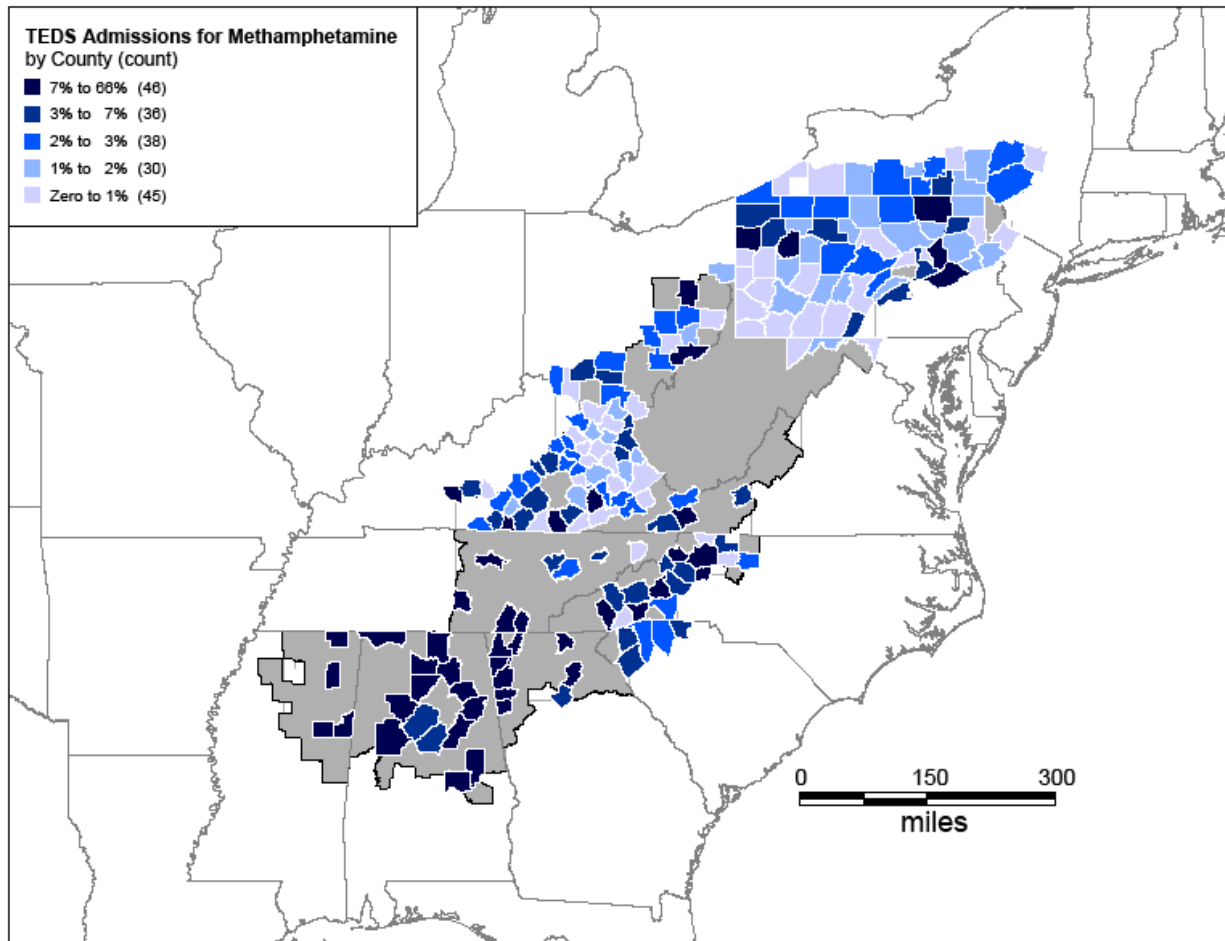 TEDS Admissions for Methamphetamine
by County (count)
7% to 66% (46)
3% to 7% (36)
2% to 3% (38)
1% to 2% (30)
Zero to 1% (45)
0 150 300
miles